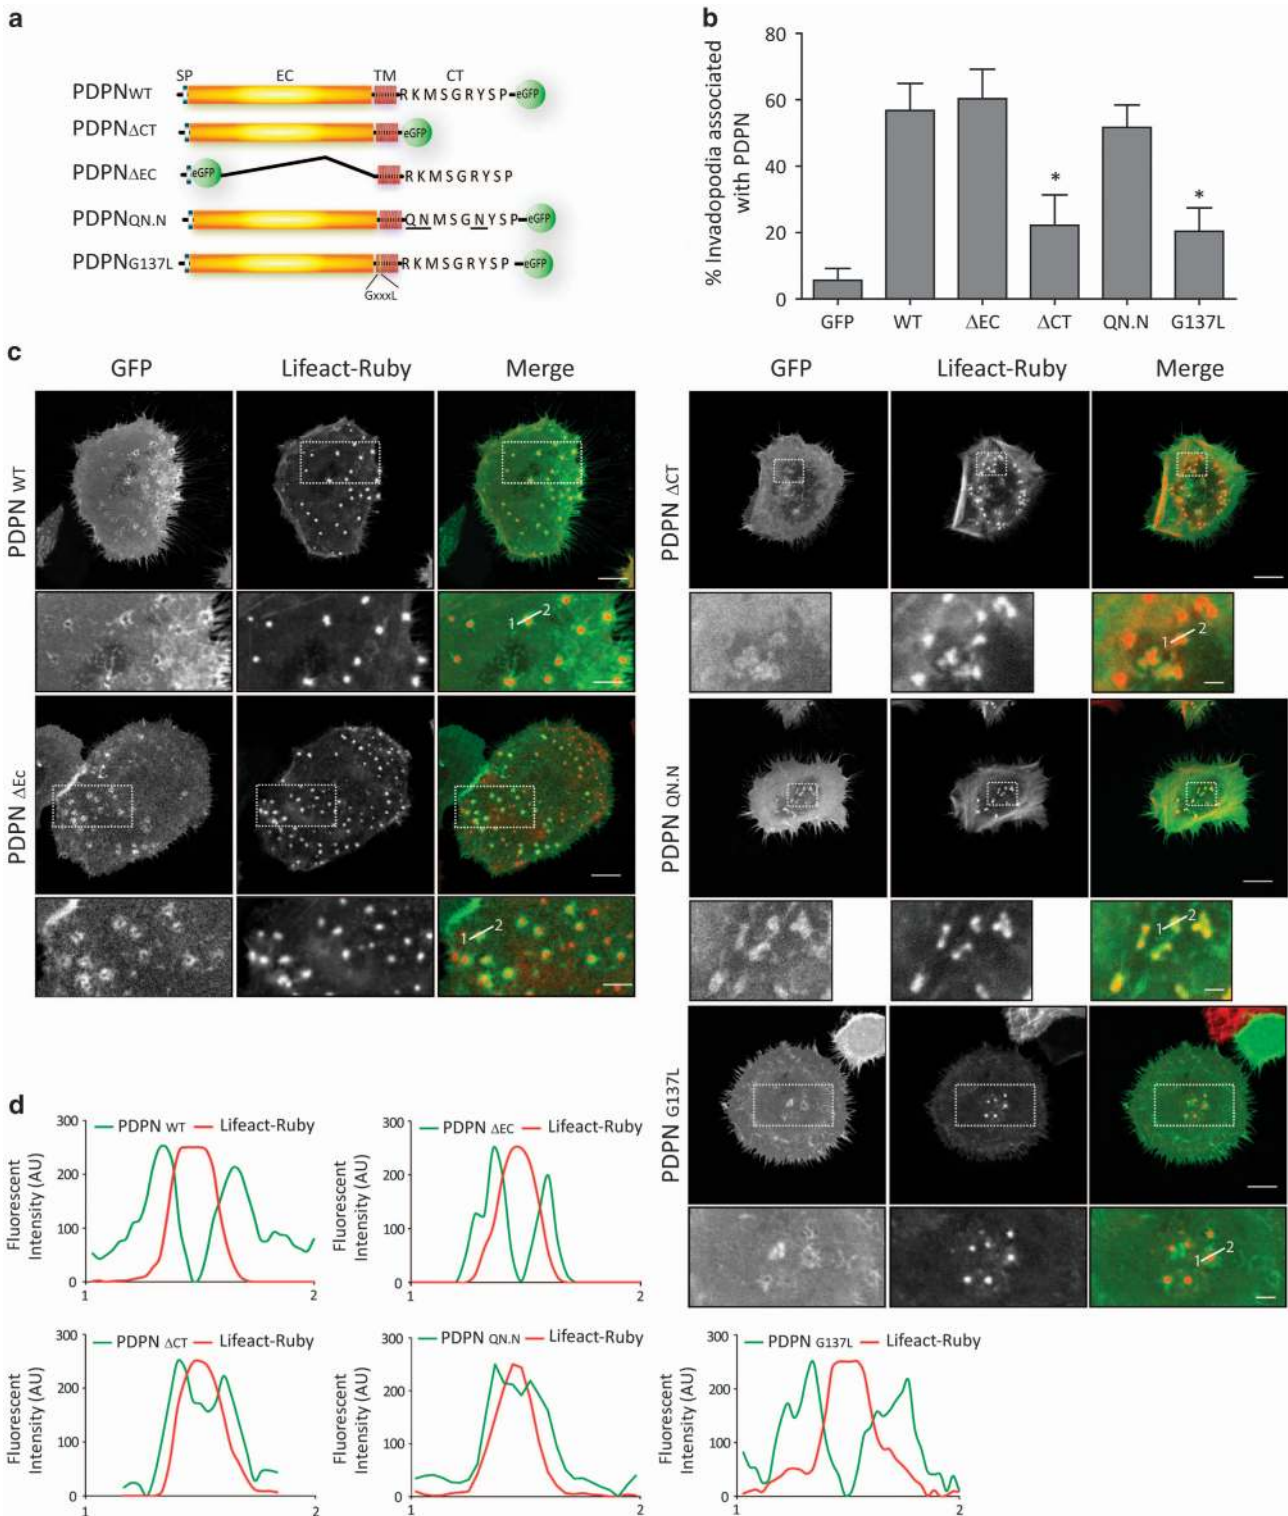 a
SP EC TM CT
PDPNWT RKMSGRYSP eGFP
PDPNΔCT eGFP
PDPNΔEC eGFP RKMSGRYSP
PDPNQN.N QNMSGNYSP eGFP
PDPNG137L RKMSGRYSP eGFP
GxxxL
b
% Invadopodia associated
with PDPN
80
60
40
20
0
* *
GFP WT ΔEC ΔCT QN.N G137L
c
GFP Lifeact-Ruby Merge
PDPN WT
1 2
PDPN ΔEc
1 2
GFP Lifeact-Ruby Merge
PDPN ΔCT
1 2
PDPN QN.N
1 2
PDPN G137L
1 2
d
Fluorescent
Intensity (AU)
300
200
100
0
PDPN WT Lifeact-Ruby
1 2
Fluorescent
Intensity (AU)
300
200
100
0
PDPN ΔEC Lifeact-Ruby
1 2
Fluorescent
Intensity (AU)
300
200
100
0
PDPN ΔCT Lifeact-Ruby
1 2
Fluorescent
Intensity (AU)
300
200
100
0
PDPN QN.N Lifeact-Ruby
1 2
Fluorescent
Intensity (AU)
300
200
100
0
PDPN G137L Lifeact-Ruby
1 2